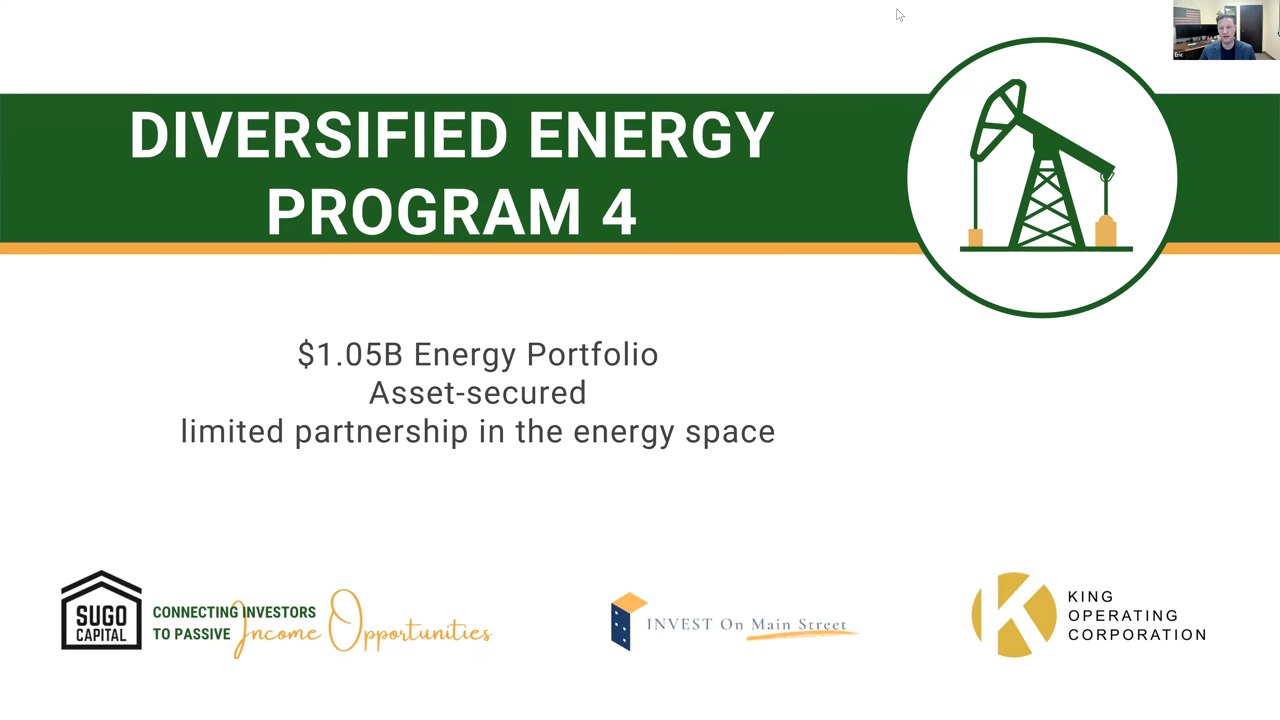 Eric
DIVERSIFIED ENERGY
PROGRAM 4
$1.05B Energy Portfolio
Asset-secured
limited partnership in the energy space
SUGO
CAPITAL
CONNECTING INVESTORS
TO PASSIVE Income Opportunities
INVEST On Main Street
KING
OPERATING
CORPORATION